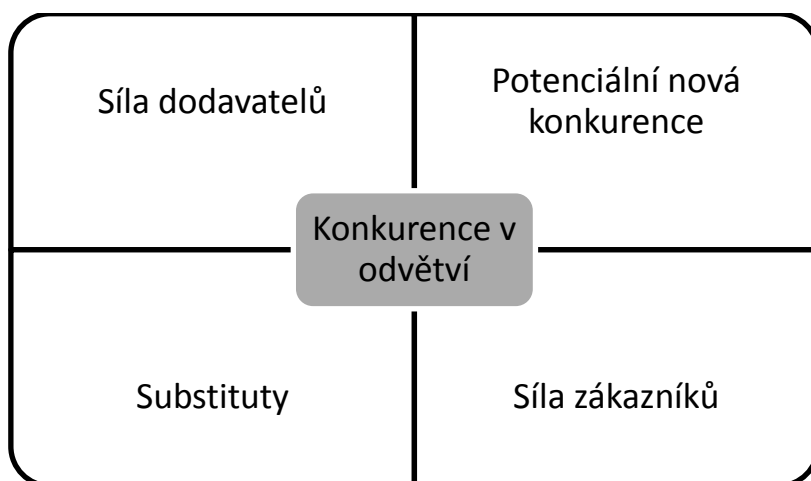 Síla dodavatelů
Potenciální nová
konkurence
Konkurence v
odvětví
Substituty
Síla zákazníků